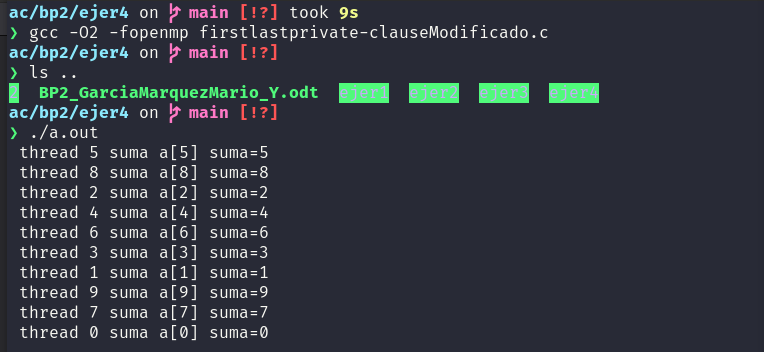 ac/bp2/ejer4 on main [!?] took 9s
❯ gcc -O2 -fopenmp firstlastprivate-clauseModificado.c
ac/bp2/ejer4 on main [!?]
❯ ls ..
BP2_GarciaMarquezMario_Y.odt ejer1 ejer2 ejer3 ejer4
ac/bp2/ejer4 on main [!?]
❯ ./a.out
thread 5 suma a[5] suma=5
thread 8 suma a[8] suma=8
thread 2 suma a[2] suma=2
thread 4 suma a[4] suma=4
thread 6 suma a[6] suma=6
thread 3 suma a[3] suma=3
thread 1 suma a[1] suma=1
thread 9 suma a[9] suma=9
thread 7 suma a[7] suma=7
thread 0 suma a[0] suma=0